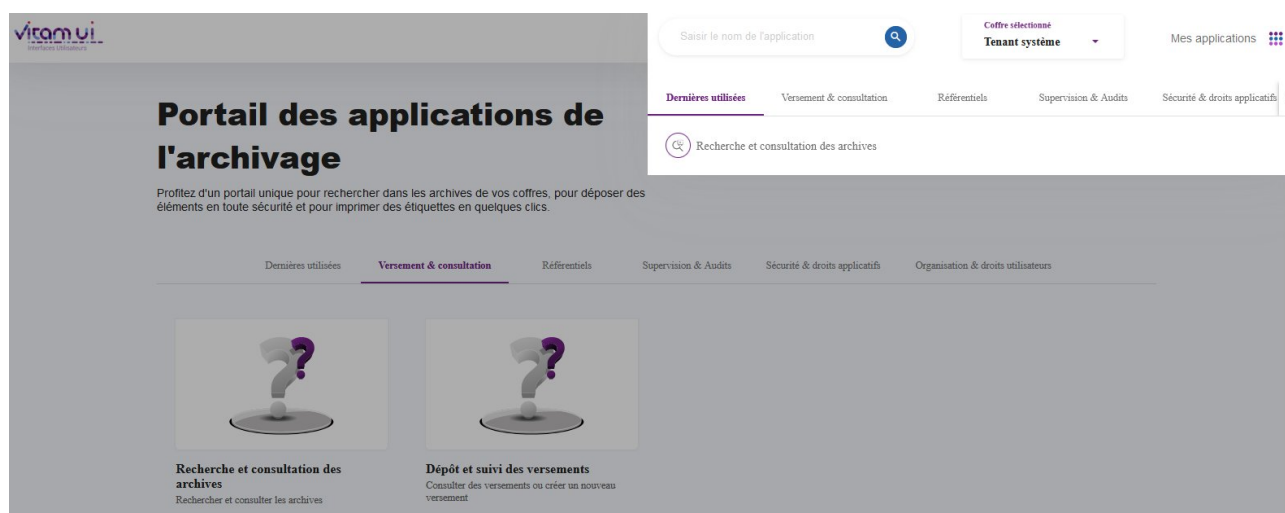 vitam ui
Interfaces Utilisateurs
Saisir le nom de l'application
Coffre sélectionné
Tenant système
Mes applications
Dernières utilisées
Versement & consultation
Référentiels
Supervision & Audits
Sécurité & droits applicatifs
Recherche et consultation des archives
Portail des applications de
l'archivage
Profitez d'un portail unique pour rechercher dans les archives de vos coffres, pour déposer des
éléments en toute sécurité et pour imprimer des étiquettes en quelques clics.
Dernières utilisées
Versement & consultation
Référentiels
Supervision & Audits
Sécurité & droits applicatifs
Organisation & droits utilisateurs
Recherche et consultation des
archives
Rechercher et consulter les archives
Dépôt et suivi des versements
Consulter des versements ou créer un nouveau
versement